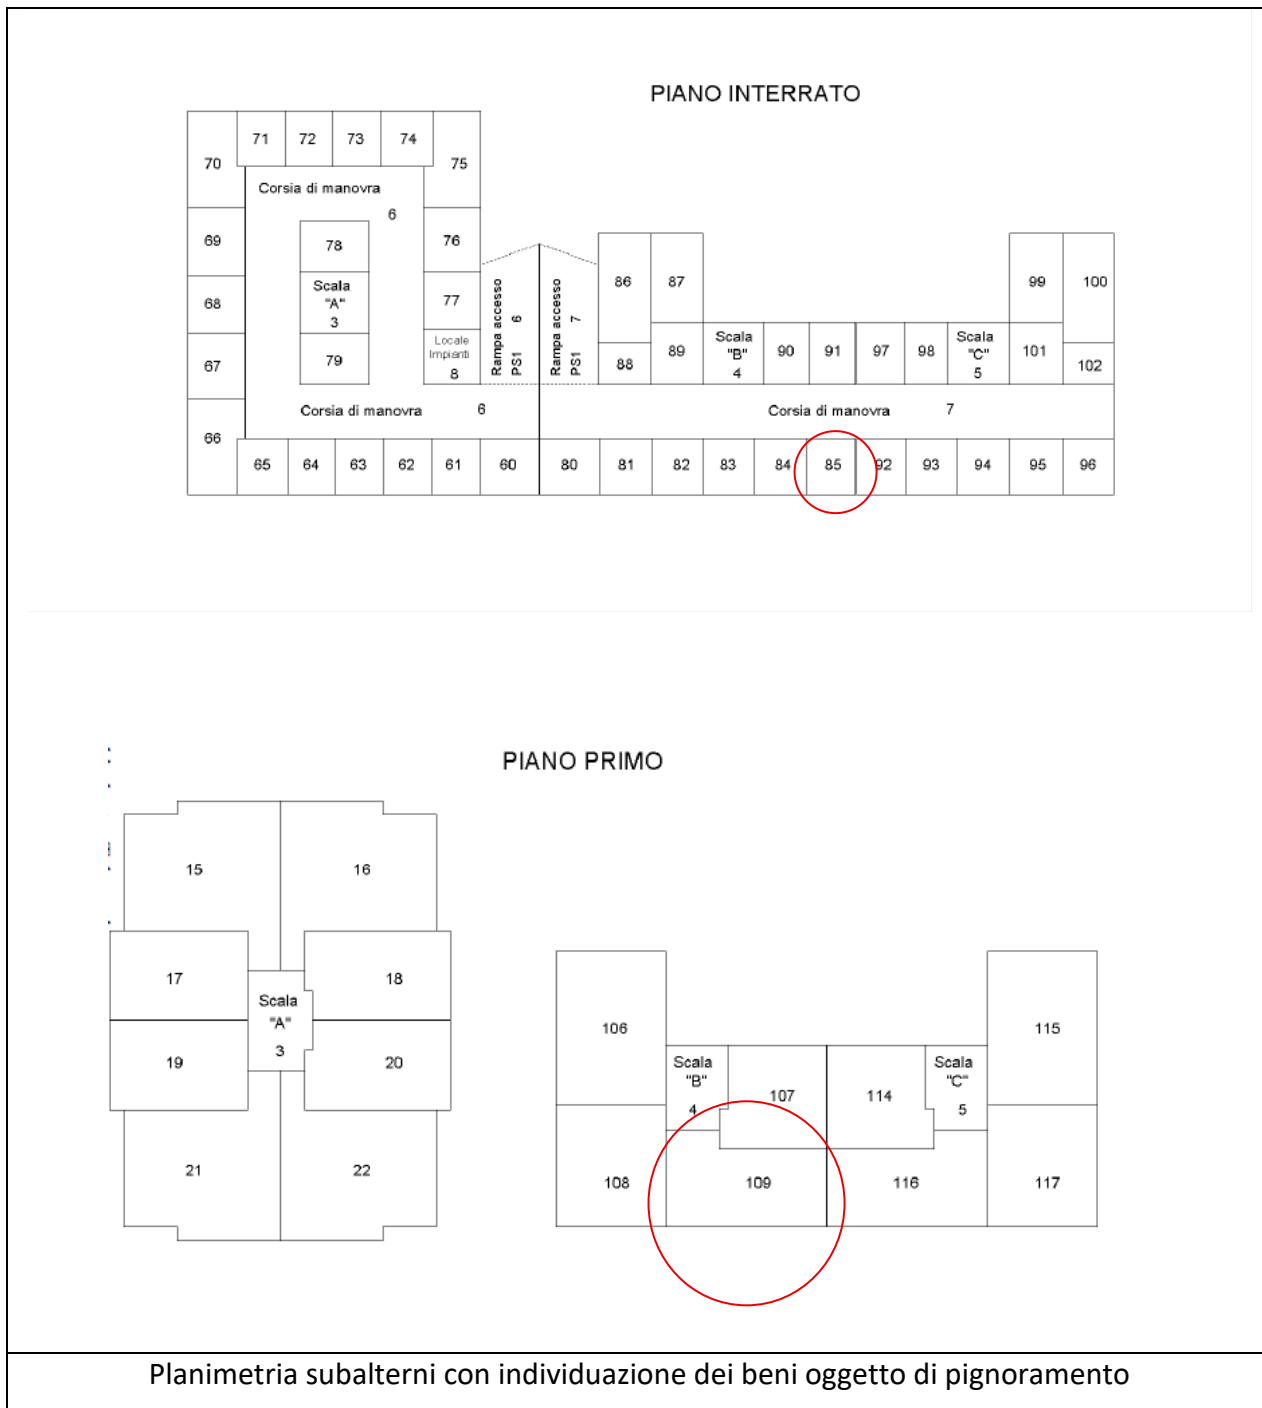 PIANO INTERRATO
71 72 73 74
70 75
Corsia di manovra
6
69 78 76
86 87 99 100
68 Scala "A" 3 77
Rampa accesso PS1 6
Rampa accesso PS1 7
Locale Impianti 8
67 79
88 89 Scala "B" 4 90 91 97 98 Scala "C" 5 101 102
Corsia di manovra 6
Corsia di manovra 7
66
65 64 63 62 61 60 80 81 82 83 84 85 92 93 94 95 96
PIANO PRIMO
15 16
17 18
Scala
"A"
3
19 20
21 22
106 115
Scala
"B"
4
107 114
Scala
"C"
5
108 109 116 117
Planimetria subalterni con individuazione dei beni oggetto di pignoramento